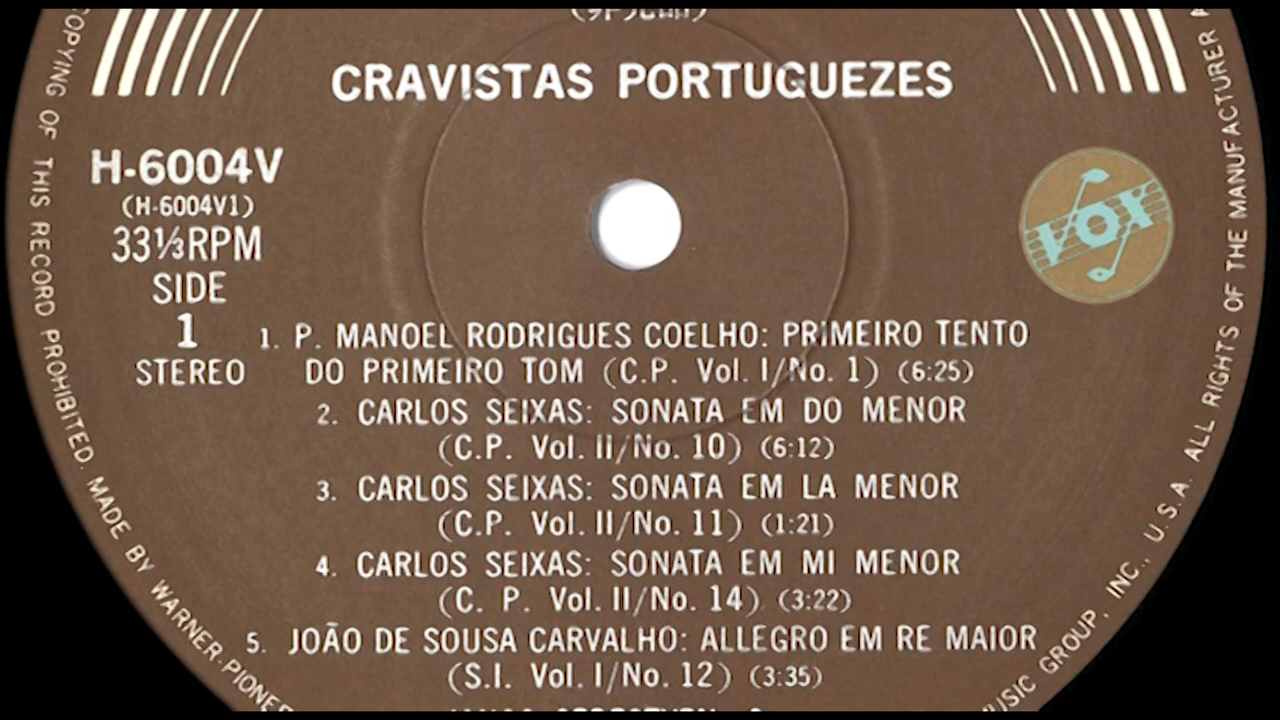 CRAVISTAS PORTUGUEZES
H-6004V
(H-6004V1)
33⅓RPM
SIDE
1
STEREO
VOX
1. P. MANOEL RODRIGUES COELHO: PRIMEIRO TENTO
DO PRIMEIRO TOM (C.P. Vol. I/No. 1) (6:25)
2. CARLOS SEIXAS: SONATA EM DO MENOR
(C.P. Vol. II/No. 10) (6:12)
3. CARLOS SEIXAS: SONATA EM LA MENOR
(C.P. Vol. II/No. 11) (1:21)
4. CARLOS SEIXAS: SONATA EM MI MENOR
(C. P. Vol. II/No. 14) (3:22)
5. JOÃO DE SOUSA CARVALHO: ALLEGRO EM RE MAIOR
(S.I. Vol. I/No. 12) (3:35)
COPYING OF THIS RECORD PROHIBITED. MADE BY WARNER-PIONEE
MUSIC GROUP, INC., U.S.A. ALL RIGHTS OF THE MANUFACTURER